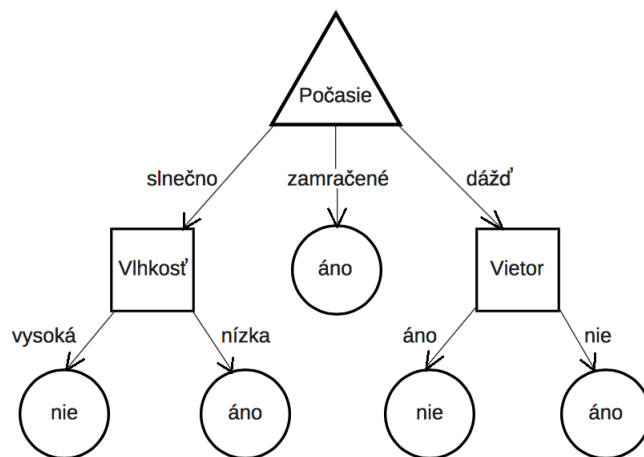 Počasie
slnečno
zamračené
dážď
Vlhkosť
áno
Vietor
vysoká
nízka
áno
nie
nie
áno
nie
áno